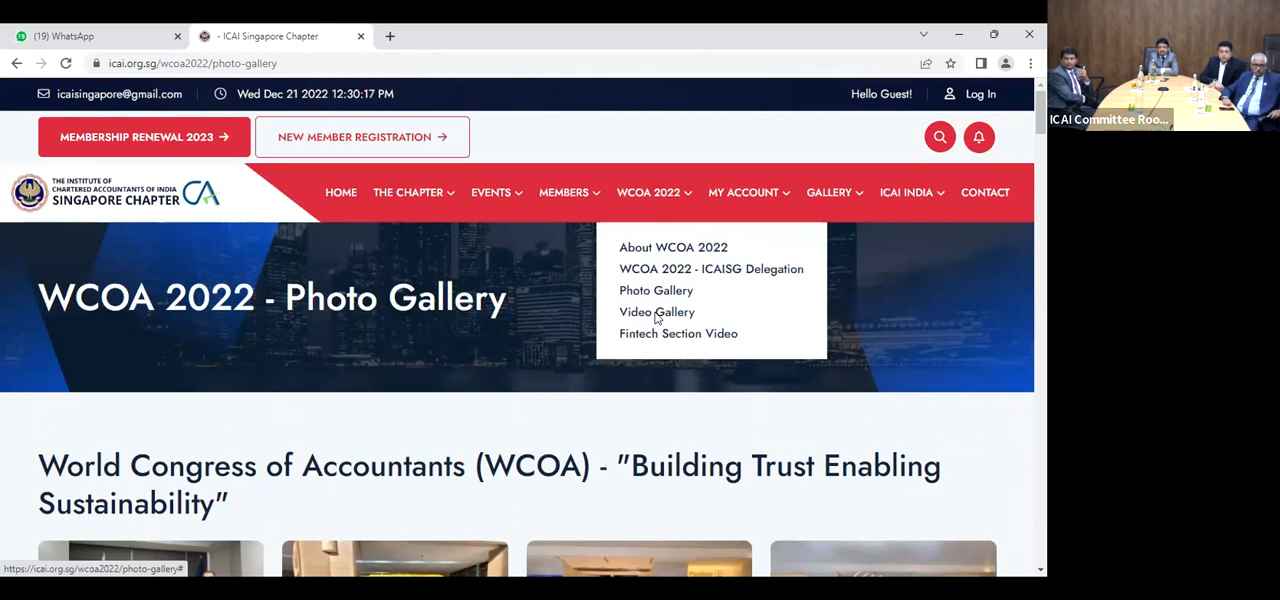 (19) WhatsApp
- ICAI Singapore Chapter
icai.org.sg/wcoa2022/photo-gallery
icaisingapore@gmail.com
Wed Dec 21 2022 12:30:17 PM
Hello Guest!
Log In
MEMBERSHIP RENEWAL 2023
NEW MEMBER REGISTRATION
THE INSTITUTE OF
CHARTERED ACCOUNTANTS OF INDIA
SINGAPORE CHAPTER
CA
HOME THE CHAPTER EVENTS MEMBERS WCOA 2022 MY ACCOUNT GALLERY ICAI INDIA CONTACT
About WCOA 2022
WCOA 2022 - ICAISG Delegation
Photo Gallery
Video Gallery
Fintech Section Video
WCOA 2022 - Photo Gallery
World Congress of Accountants (WCOA) - "Building Trust Enabling
Sustainability"
https://icai.org.sg/wcoa2022/photo-gallery#
ICAI Committee Roo...